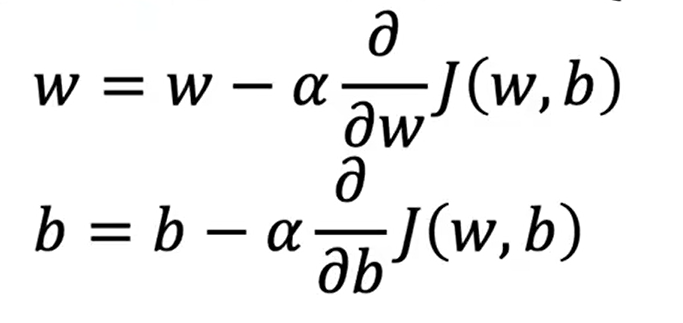 w = w − α ∂/∂w J(w, b)
b = b − α ∂/∂b J(w, b)